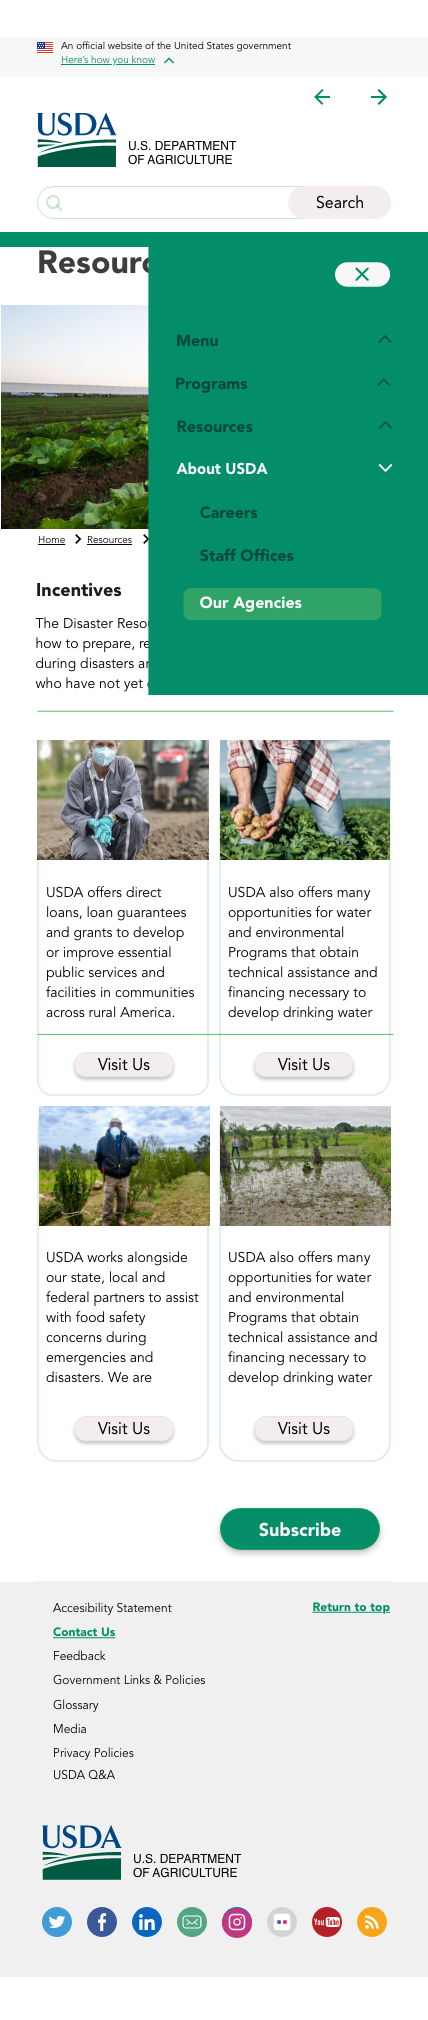 An official website of the United States government
Here's how you know
USDA
U.S. DEPARTMENT
OF AGRICULTURE
Search
Resourc
Menu
Programs
Resources
About USDA
Careers
Staff Offices
Our Agencies
Home
Resources
Incentives
The Disaster Resou
how to prepare, re
during disasters a
who have not yet
USDA offers direct
loans, loan guarantees
and grants to develop
or improve essential
public services and
facilities in communities
across rural America.
Visit Us
USDA also offers many
opportunities for water
and environmental
Programs that obtain
technical assistance and
financing necessary to
develop drinking water
Visit Us
USDA works alongside
our state, local and
federal partners to assist
with food safety
concerns during
emergencies and
disasters. We are
Visit Us
USDA also offers many
opportunities for water
and environmental
Programs that obtain
technical assistance and
financing necessary to
develop drinking water
Visit Us
Subscribe
Accesibility Statement
Return to top
Contact Us
Feedback
Government Links & Policies
Glossary
Media
Privacy Policies
USDA Q&A
USDA
U.S. DEPARTMENT
OF AGRICULTURE
You Tube